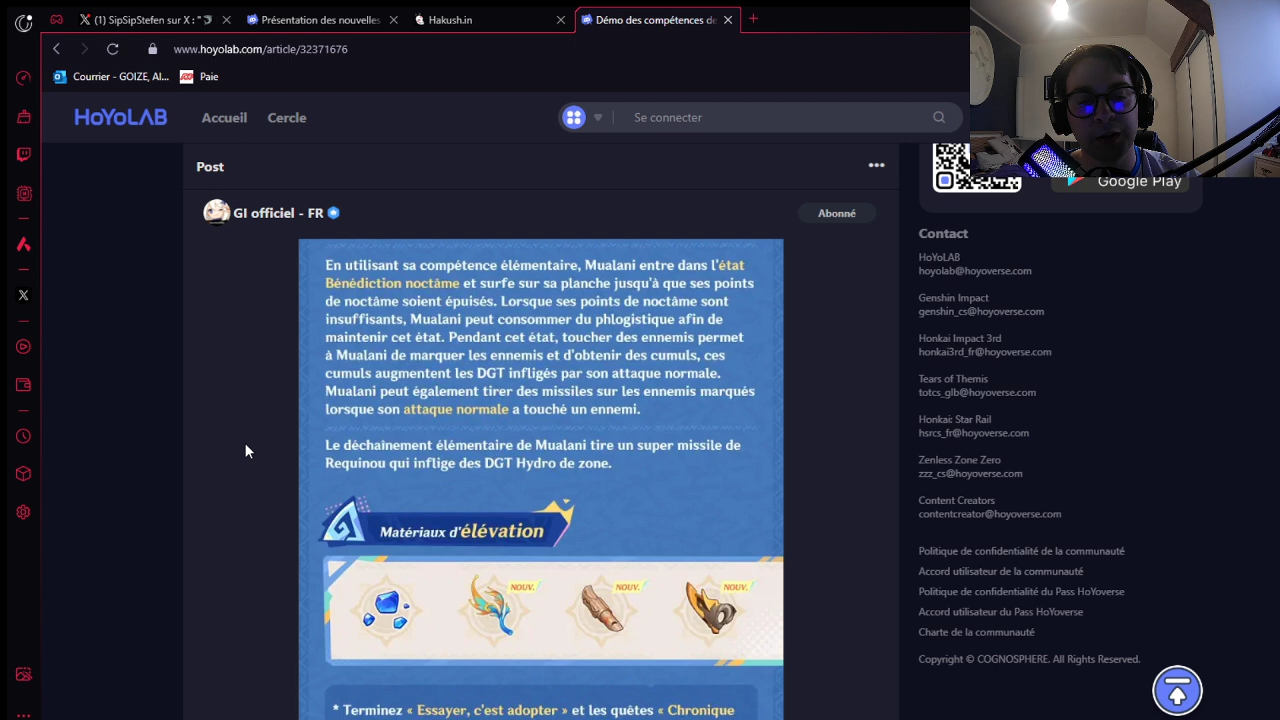 (1) SipSipStefen sur X : "
Présentation des nouvelles
Hakush.in
Démo des compétences de
www.hoyolab.com/article/32371676
Courrier - GOIZE, Al...
Paie
HoYoLAB
Accueil
Cercle
Se connecter
Post
GI officiel - FR
Abonné
En utilisant sa compétence élémentaire, Mualani entre dans l'état
Bénédiction noctâme et surfe sur sa planche jusqu'à que ses points
de noctâme soient épuisés. Lorsque ses points de noctâme sont
insuffisants, Mualani peut consommer du phlogistique afin de
maintenir cet état. Pendant cet état, toucher des ennemis permet
à Mualani de marquer les ennemis et d'obtenir des cumuls, ces
cumuls augmentent les DGT infligés par son attaque normale.
Mualani peut également tirer des missiles sur les ennemis marqués
lorsque son attaque normale a touché un ennemi.
Le déchaînement élémentaire de Mualani tire un super missile de
Requinou qui inflige des DGT Hydro de zone.
Matériaux d'élévation
NOUV.
NOUV.
NOUV.
* Terminez « Essayer, c'est adopter » et les quêtes « Chronique
Google Play
Contact
HoYoLAB
hoyolab@hoyoverse.com
Genshin Impact
genshin_cs@hoyoverse.com
Honkai Impact 3rd
honkai3rd_fr@hoyoverse.com
Tears of Themis
totcs_glb@hoyoverse.com
Honkai: Star Rail
hsrcs_fr@hoyoverse.com
Zenless Zone Zero
zzz_cs@hoyoverse.com
Content Creators
contentcreator@hoyoverse.com
Politique de confidentialité de la communauté
Accord utilisateur de la communauté
Politique de confidentialité du Pass HoYoverse
Accord utilisateur du Pass HoYoverse
Charte de la communauté
Copyright © COGNOSPHERE. All Rights Reserved.